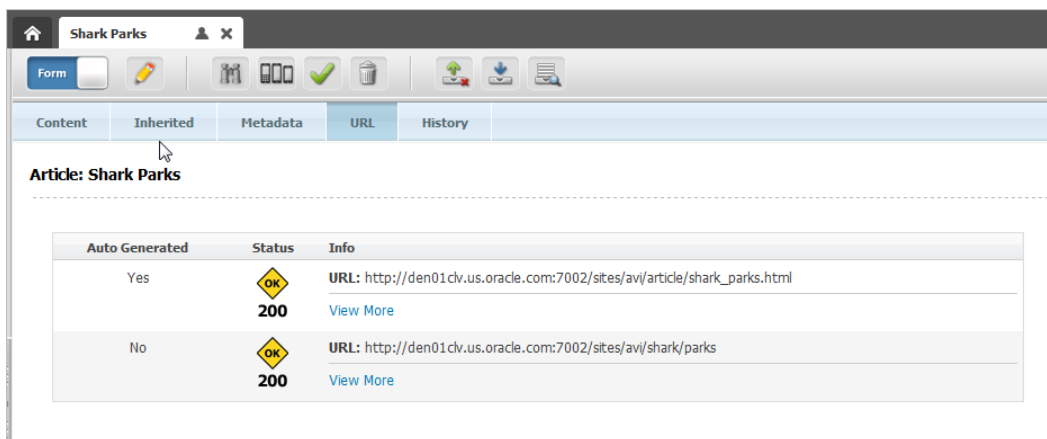 Shark Parks
Form
Content Inherited Metadata URL History
Article: Shark Parks
Auto Generated Status Info
Yes OK URL: http://den01clv.us.oracle.com:7002/sites/avi/article/shark_parks.html
200 View More
No OK URL: http://den01clv.us.oracle.com:7002/sites/avi/shark/parks
200 View More